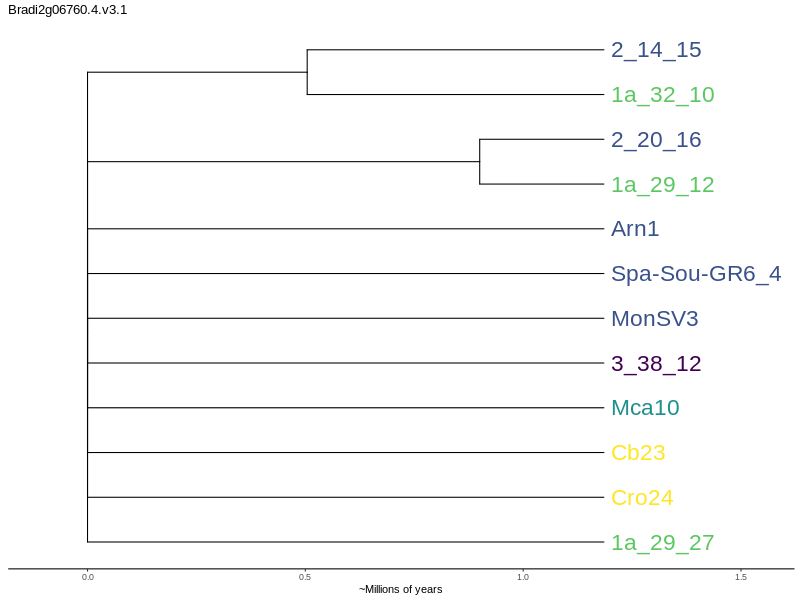 Bradi2g06760.4.v3.1
2_14_15
1a_32_10
2_20_16
1a_29_12
Arn1
Spa-Sou-GR6_4
MonSV3
3_38_12
Mca10
Cb23
Cro24
1a_29_27
0.0 0.5 1.0 1.5
~Millions of years